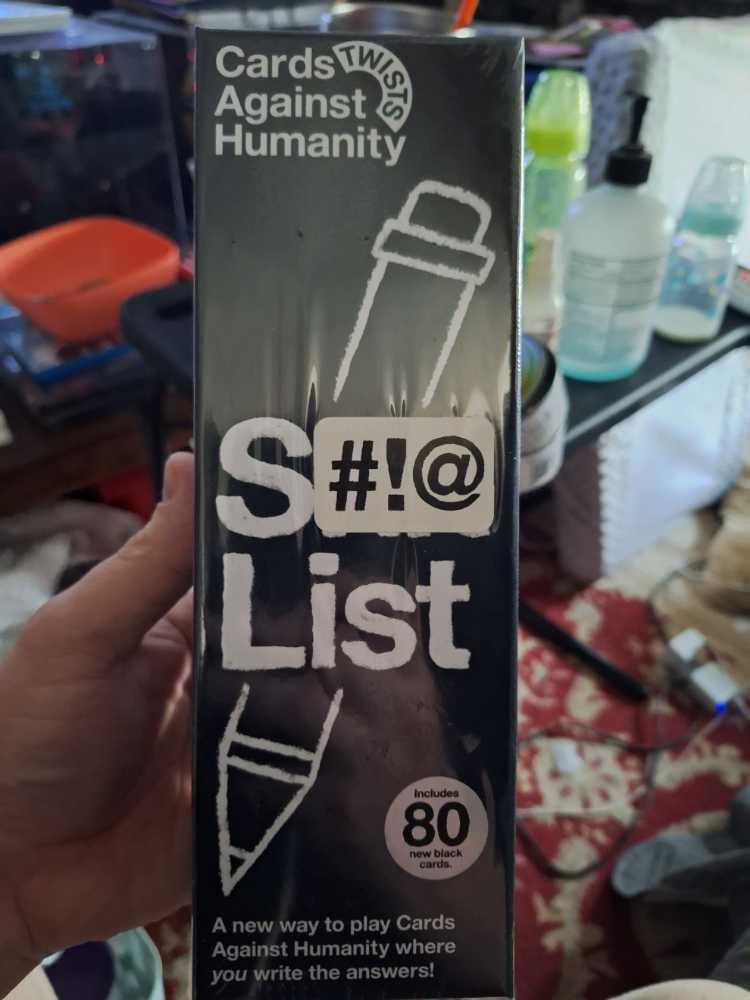 Cards TWISTS
Against
Humanity
S#!@
List
Includes
80
new black
cards.
A new way to play Cards
Against Humanity where
you write the answers!